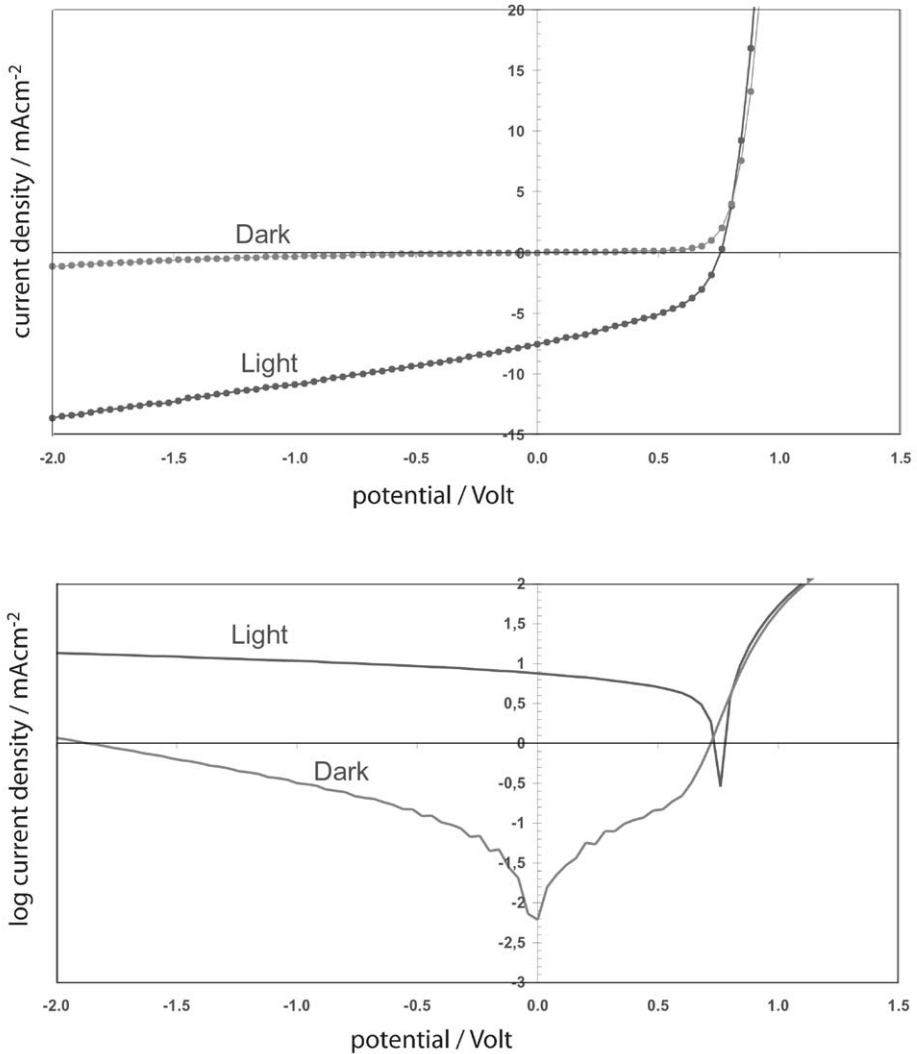 20
15
10
5
0
-5
-10
-15
current density / mAcm-2
Dark
Light
-2.0 -1.5 -1.0 -0.5 0.0 0.5 1.0 1.5
potential / Volt
2
1,5
1
0,5
0
-0,5
-1
-1,5
-2
-2,5
-3
log current density / mAcm-2
Light
Dark
-2.0 -1.5 -1.0 -0.5 0.0 0.5 1.0 1.5
potential / Volt